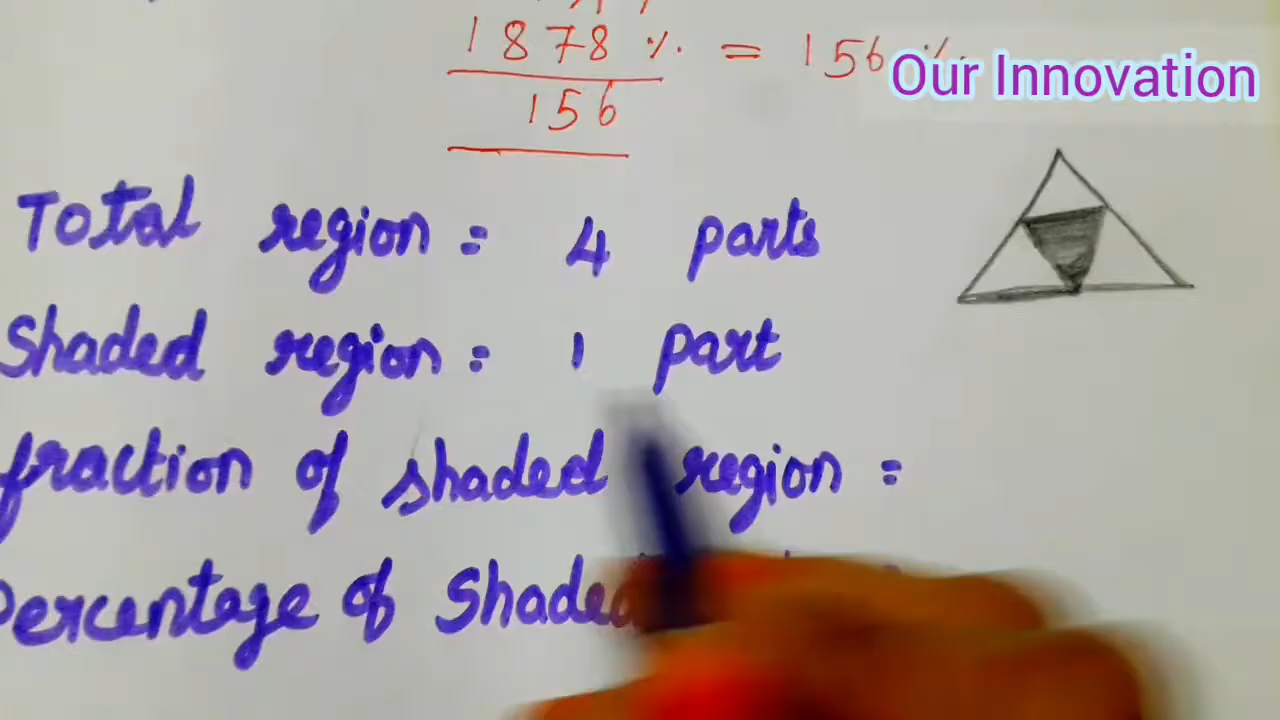 1878 % = 156 %
Our Innovation
156
Total region = 4 parts
Shaded region = 1 part
fraction of shaded region =
Percentage of Shaded